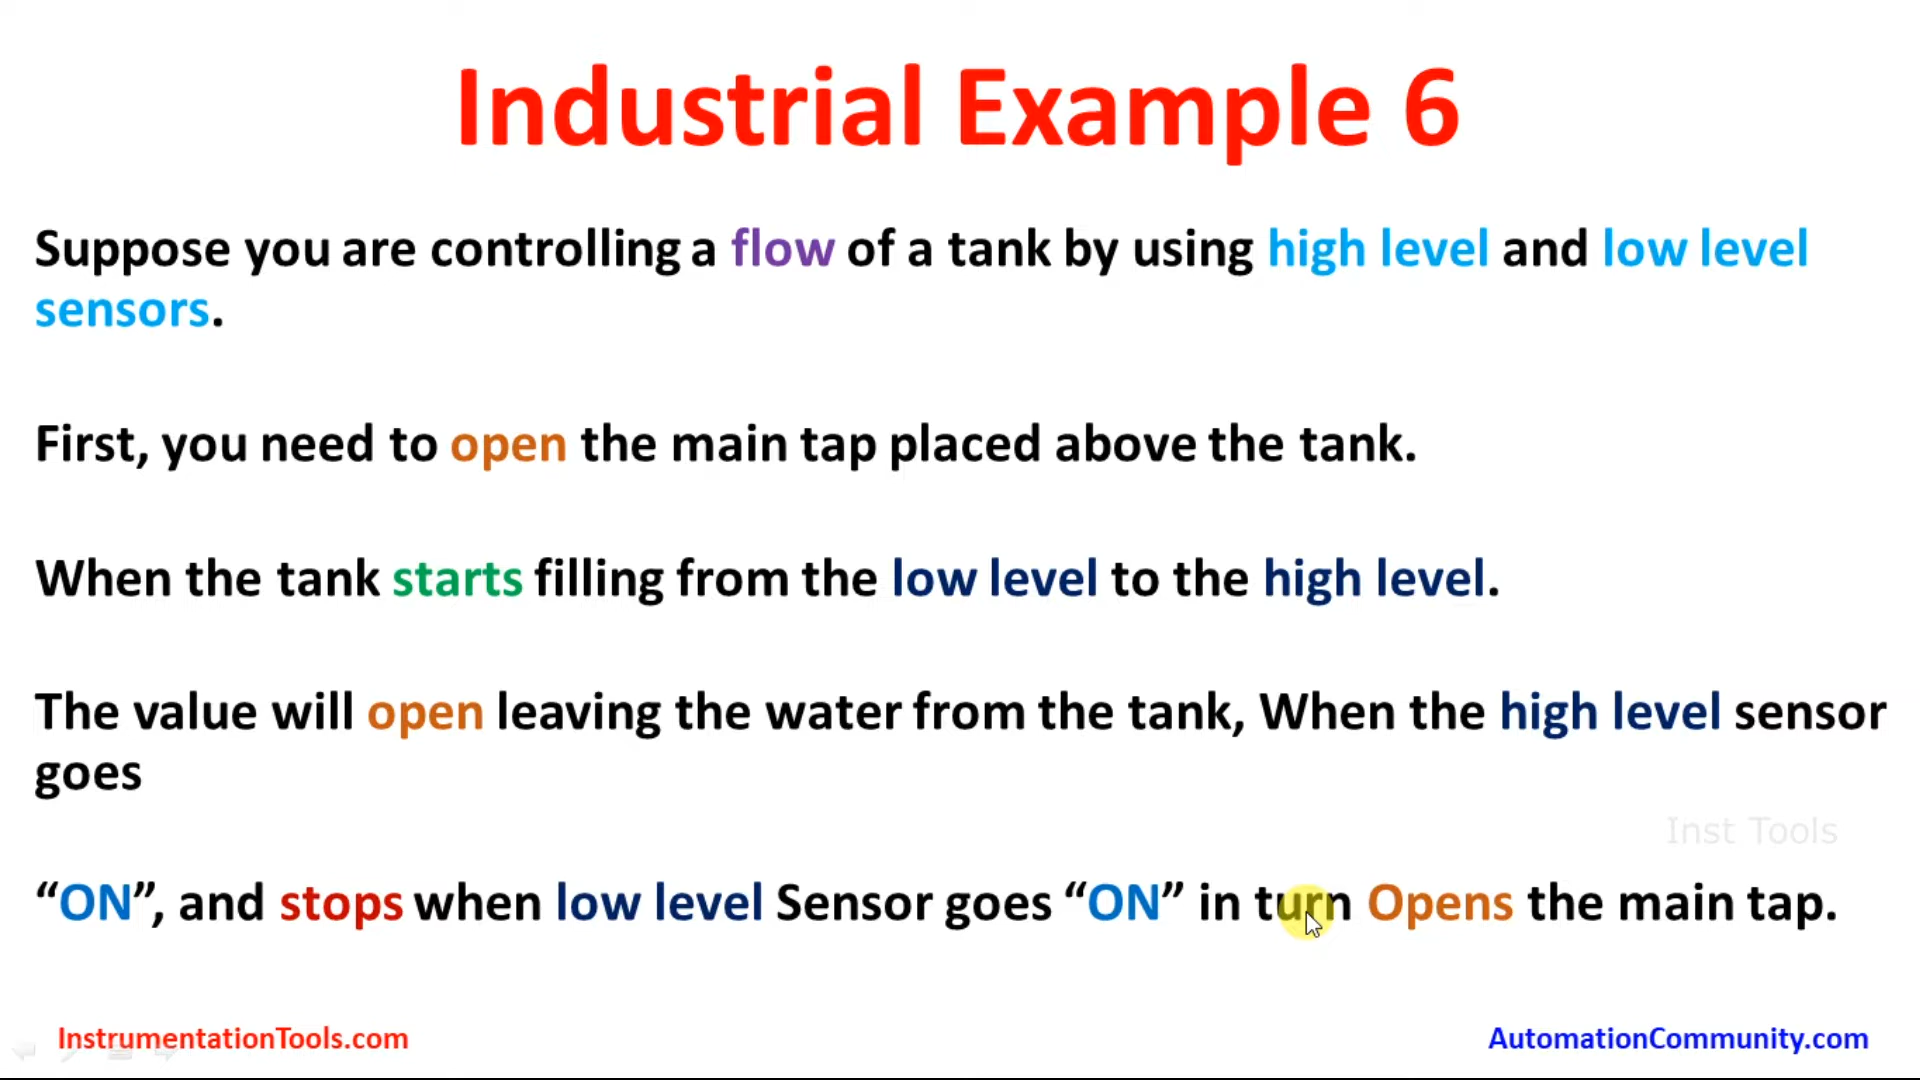 Industrial Example 6
Suppose you are controlling a flow of a tank by using high level and low level
sensors.
First, you need to open the main tap placed above the tank.
When the tank starts filling from the low level to the high level.
The value will open leaving the water from the tank, When the high level sensor
goes
Inst Tools
“ON”, and stops when low level Sensor goes “ON” in turn Opens the main tap.
InstrumentationTools.com
AutomationCommunity.com